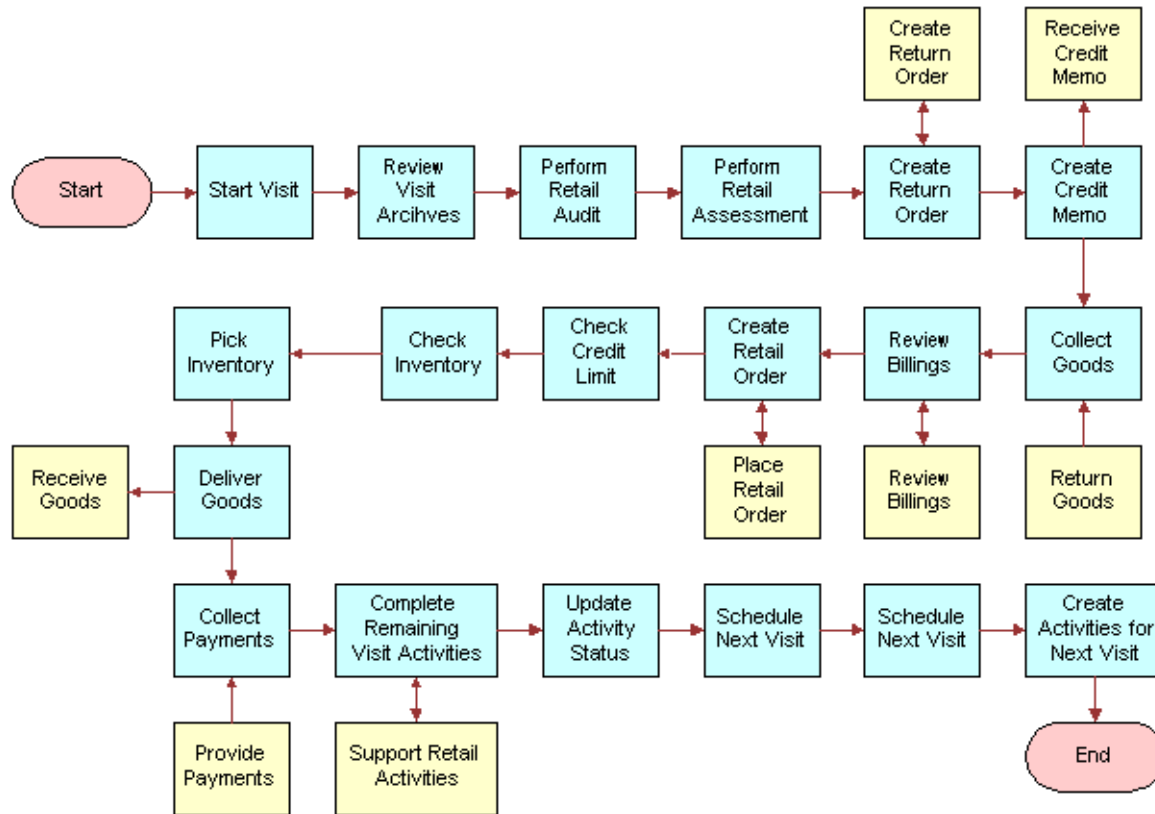 Create
Return
Order
Receive
Credit
Memo
Start
Start Visit
Review
Visit
Arcihves
Perform
Retail
Audit
Perform
Retail
Assessment
Create
Return
Order
Create
Credit
Memo
Pick
Inventory
Check
Inventory
Check
Credit
Limit
Create
Retail
Order
Review
Billings
Collect
Goods
Receive
Goods
Deliver
Goods
Place
Retail
Order
Review
Billings
Return
Goods
Collect
Payments
Complete
Remaining
Visit Activities
Update
Activity
Status
Schedule
Next Visit
Schedule
Next Visit
Create
Activities for
Next Visit
Provide
Payments
Support Retail
Activities
End